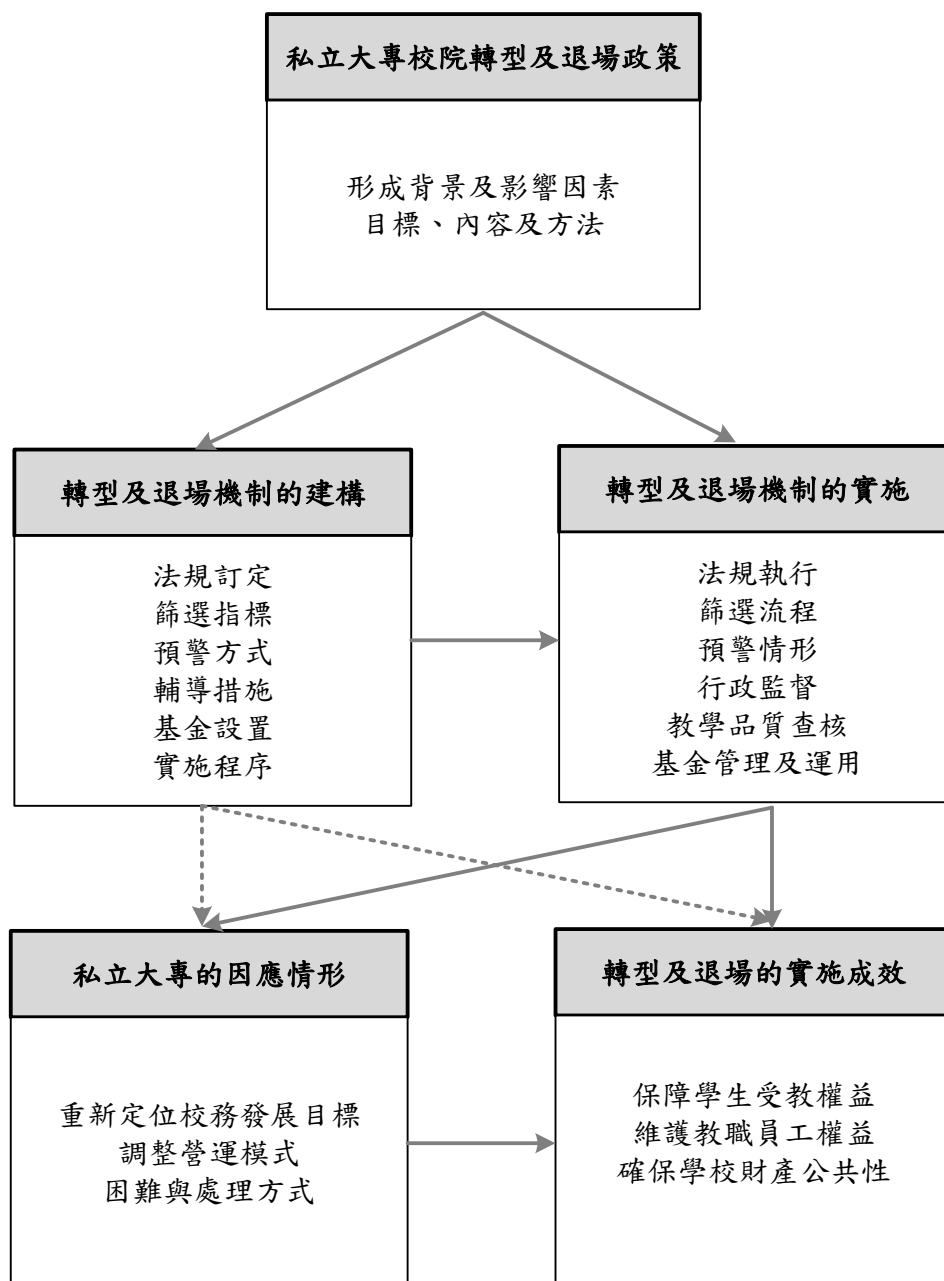 私立大專校院轉型及退場政策
形成背景及影響因素
目標、內容及方法
轉型及退場機制的建構
法規訂定
篩選指標
預警方式
輔導措施
基金設置
實施程序
轉型及退場機制的實施
法規執行
篩選流程
預警情形
行政監督
教學品質查核
基金管理及運用
私立大專的因應情形
重新定位校務發展目標
調整營運模式
困難與處理方式
轉型及退場的實施成效
保障學生受教權益
維護教職員工權益
確保學校財產公共性